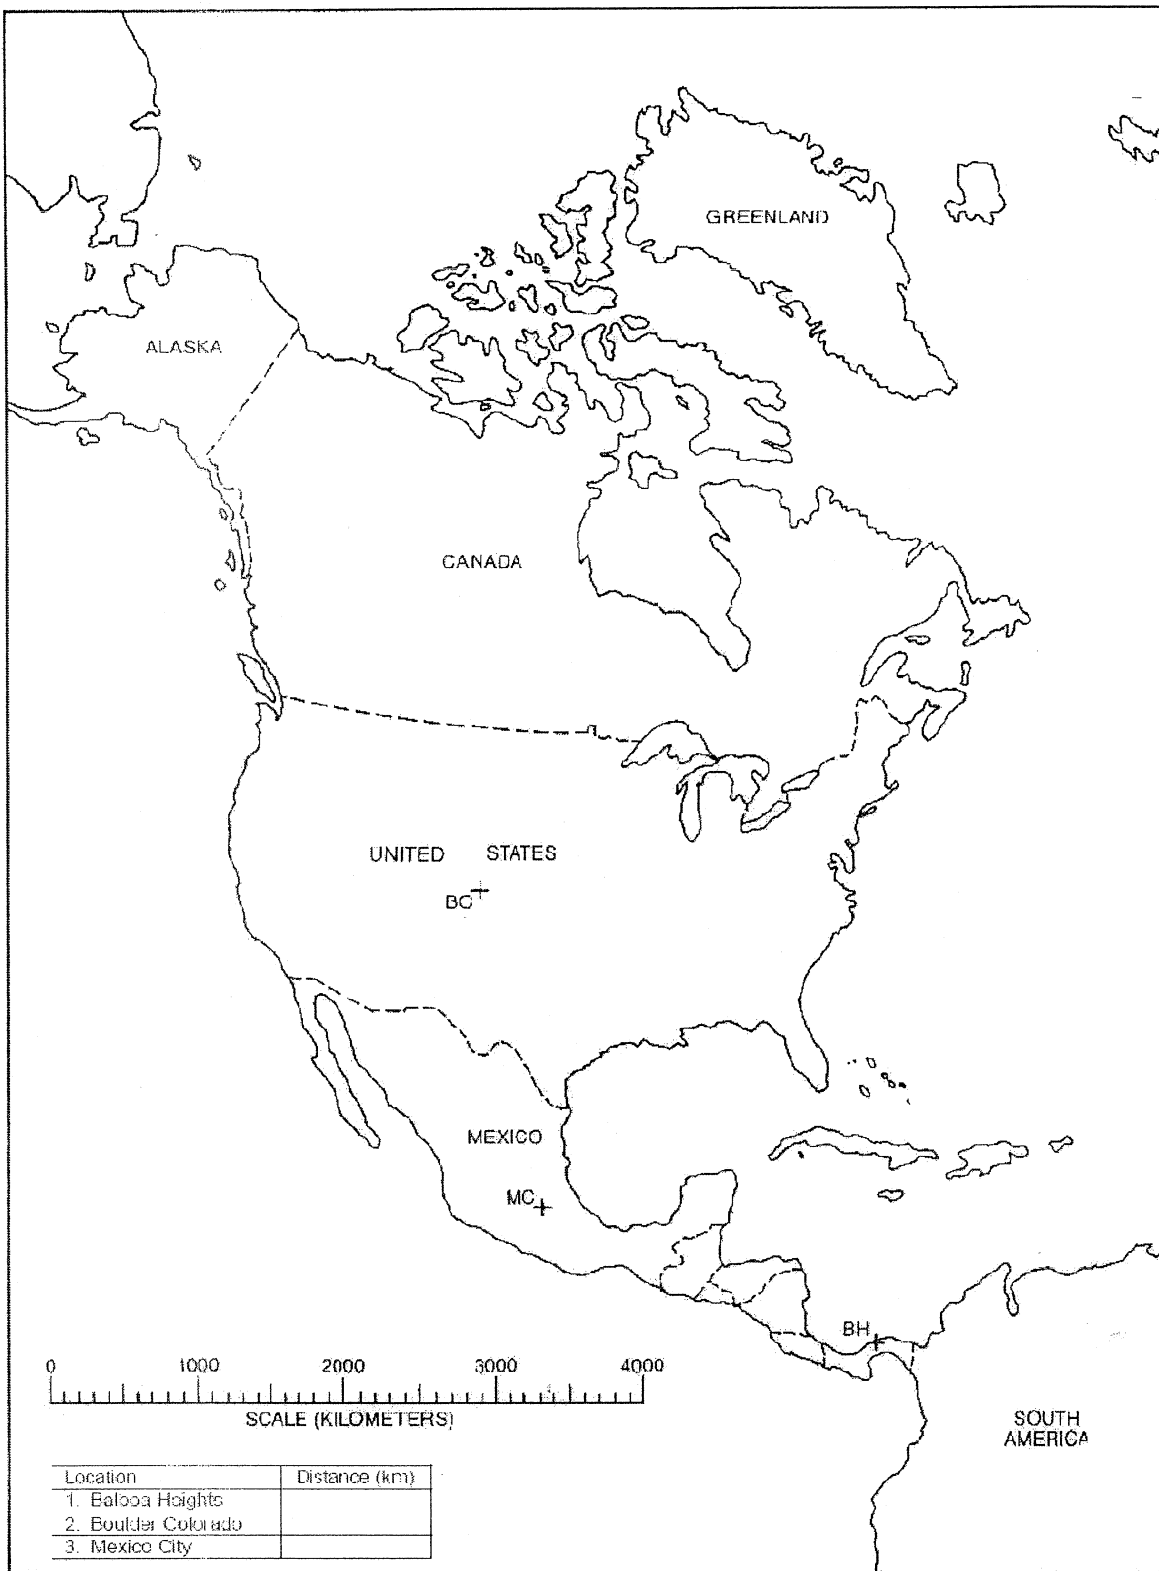 GREENLAND
ALASKA
CANADA
UNITED STATES
BC
MEXICO
MC
BH
0 1000 2000 3000 4000
SCALE (KILOMETERS)
SOUTH
AMERICA
Location Distance (km)
1. Balboa Heights
2. Boulder Colorado
3. Mexico City